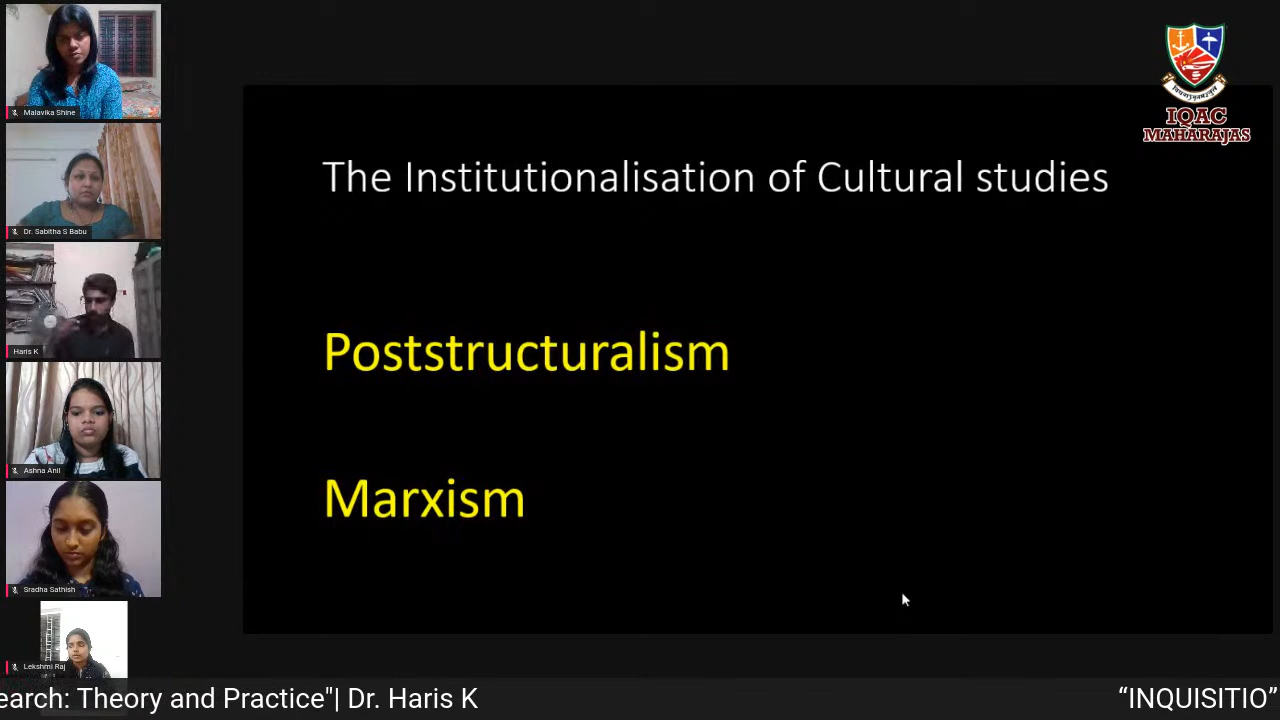 Malavika Shine
Dr. Sabitha S Babu
Haris K
Ashna Anil
Sradha Sathish
Lekshmi Raj
The Institutionalisation of Cultural studies
Poststructuralism
Marxism
IQAC
MAHARAJAS
earch: Theory and Practice"| Dr. Haris K
“INQUISITIO”